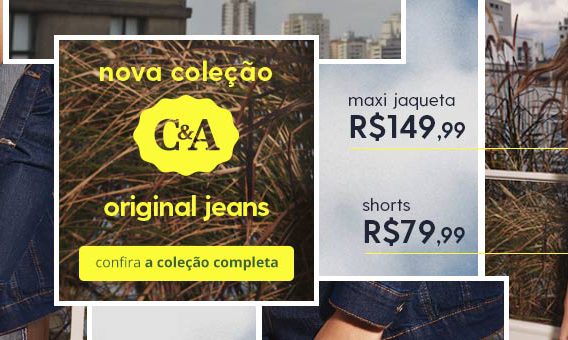 nova coleção
C&A
original jeans
confira a coleção completa
maxi jaqueta
R$149,99
shorts
R$79,99